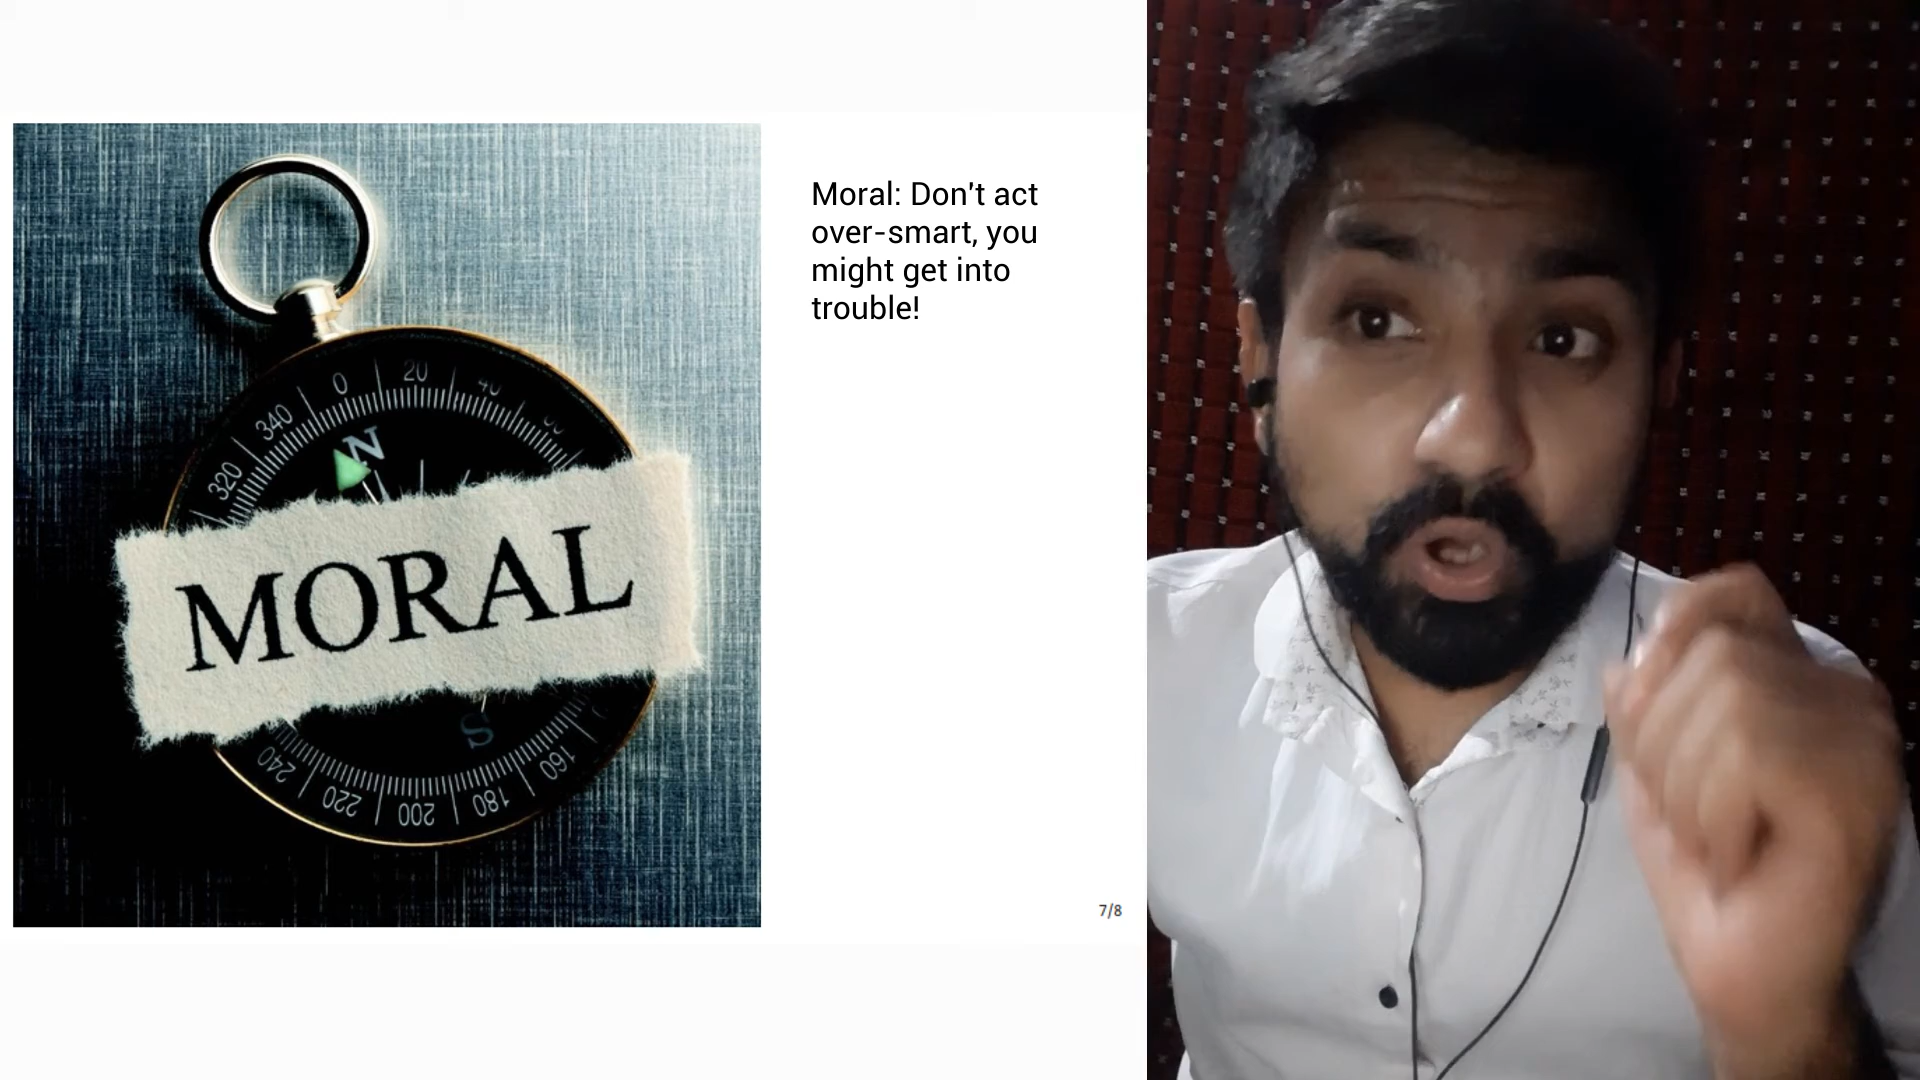 Moral: Don't act
over-smart, you
might get into
trouble!
0
20
40
340
320
N
MORAL
S
240
220
200
180
160
7/8